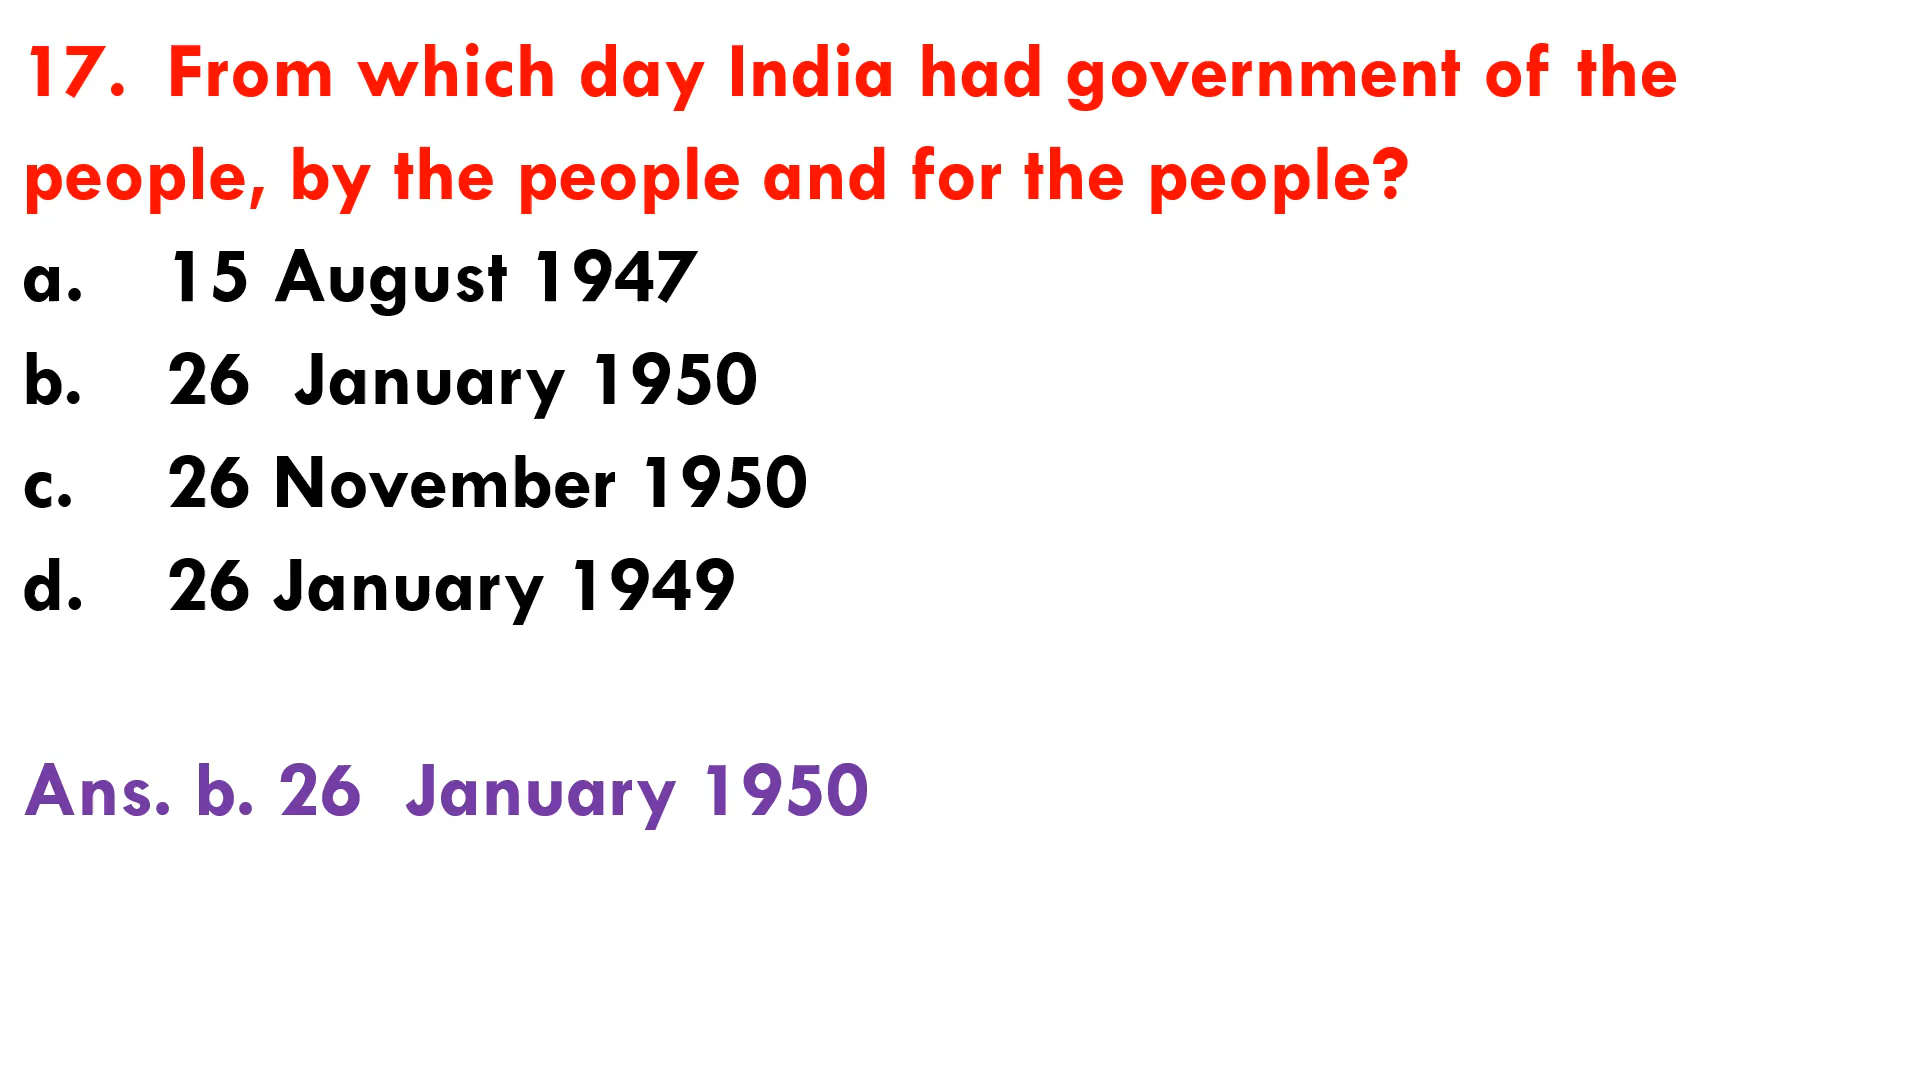 17. From which day India had government of the
people, by the people and for the people?
a. 15 August 1947
b. 26 January 1950
c. 26 November 1950
d. 26 January 1949
Ans. b. 26 January 1950